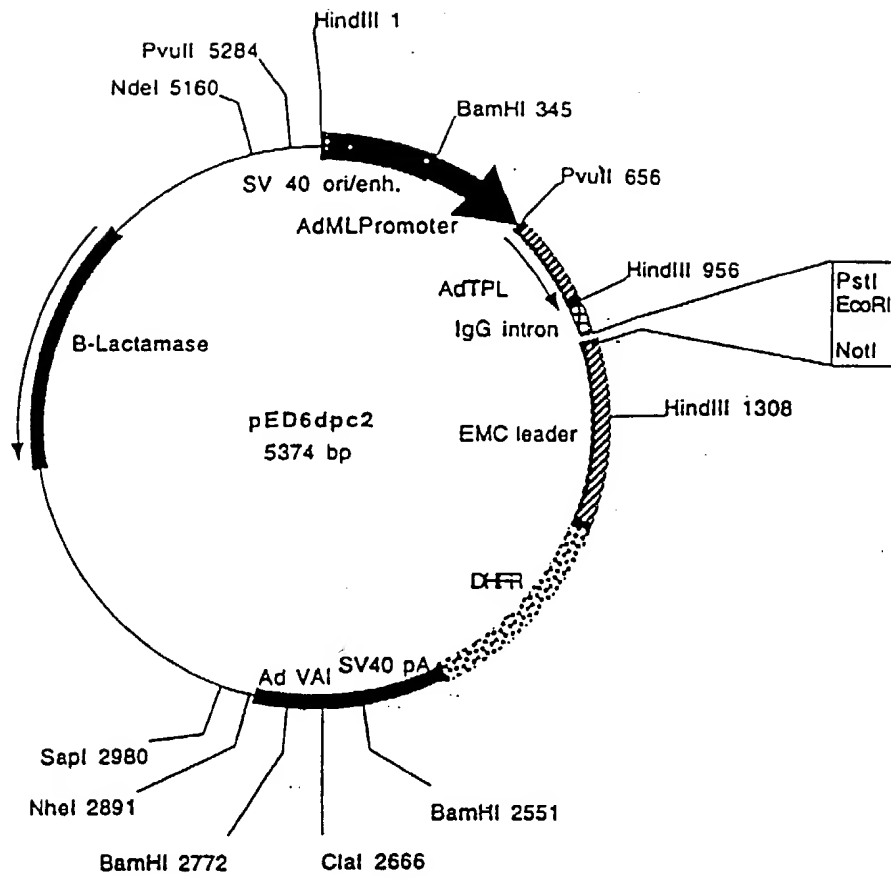 HindIII 1
PvuII 5284
NdeI 5160
BamHI 345
SV 40 ori/enh.
PvuII 656
AdMLPromoter
HindIII 956
AdTPL
PstI
EcoRI
IgG intron
NotI
B-Lactamase
HindIII 1308
pED6dpc2
EMC leader
5374 bp
DHFR
SV40 pA
Ad VAI
SapI 2980
NheI 2891
BamHI 2551
BamHI 2772
ClaI 2666